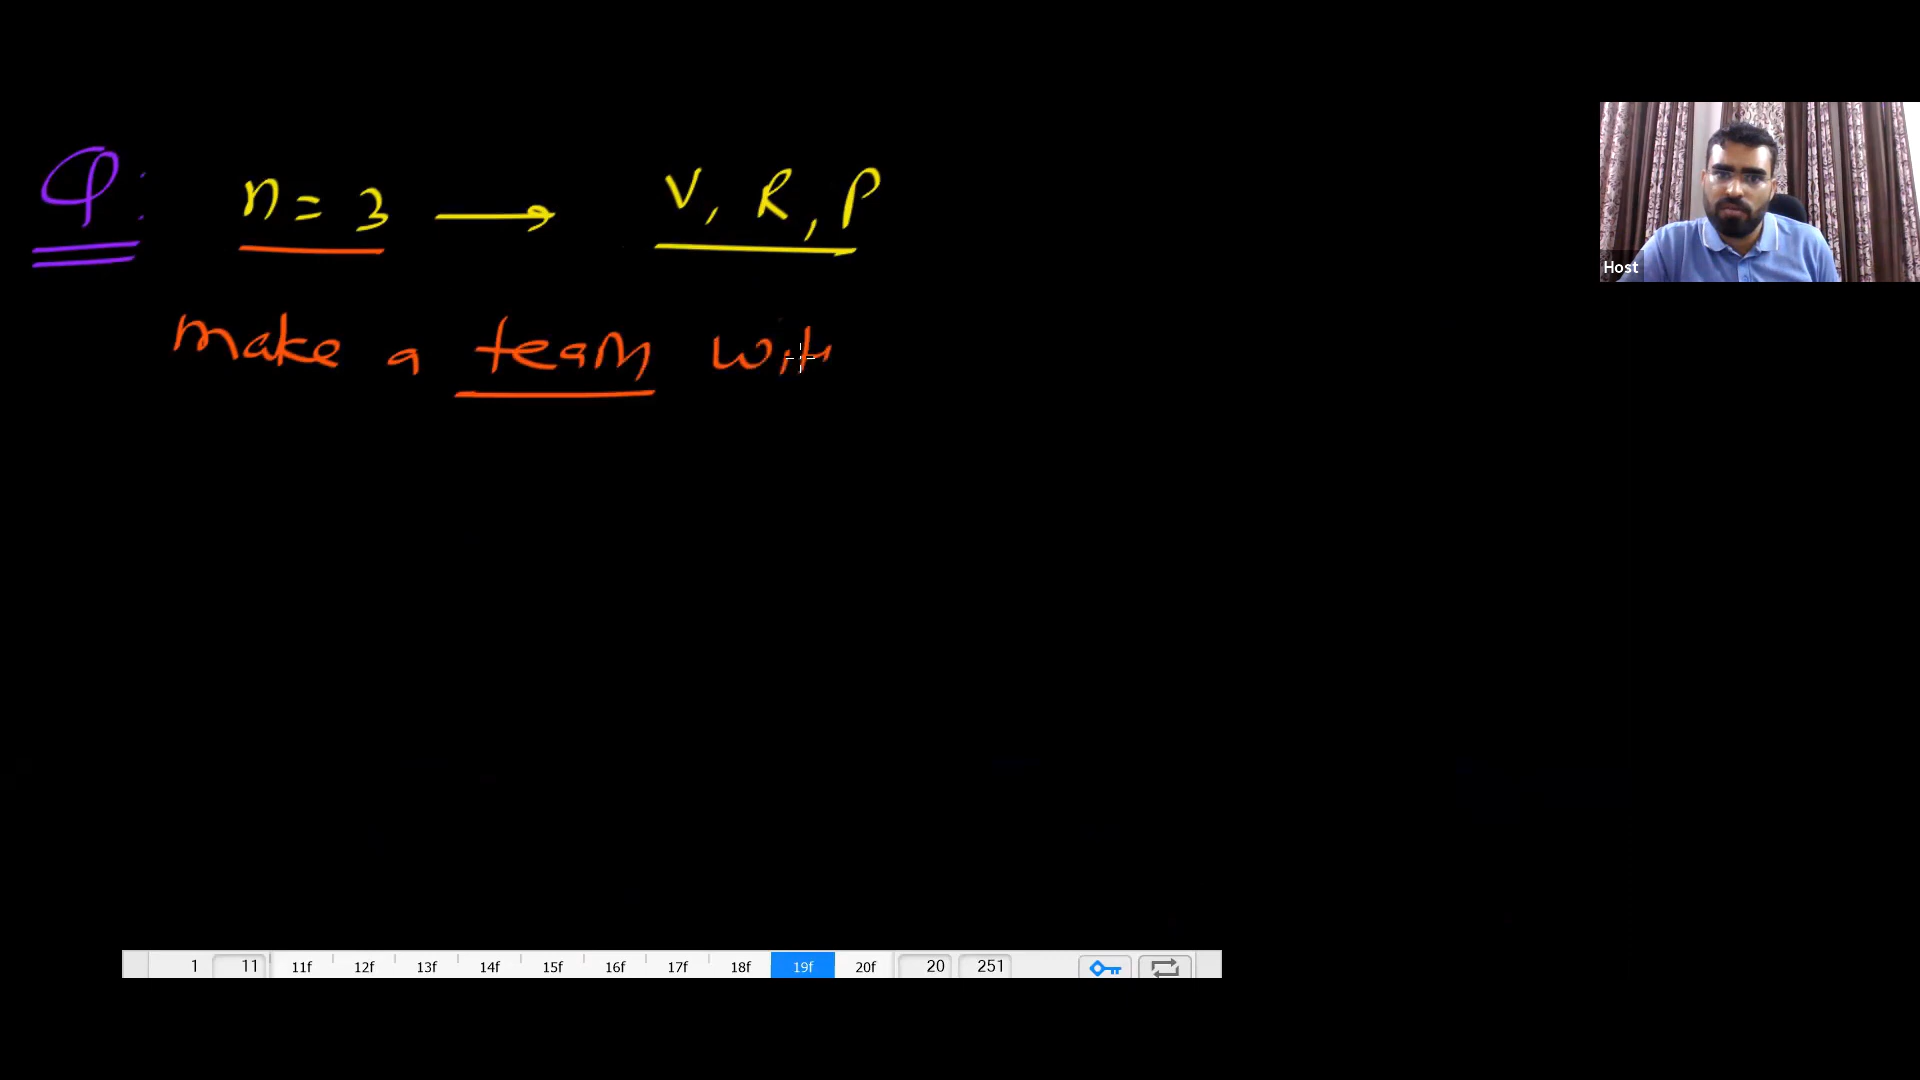 Q: n = 3 → V, R, P
Host
make a team with
1 11 11f 12f 13f 14f 15f 16f 17f 18f 19f 20f 20 251